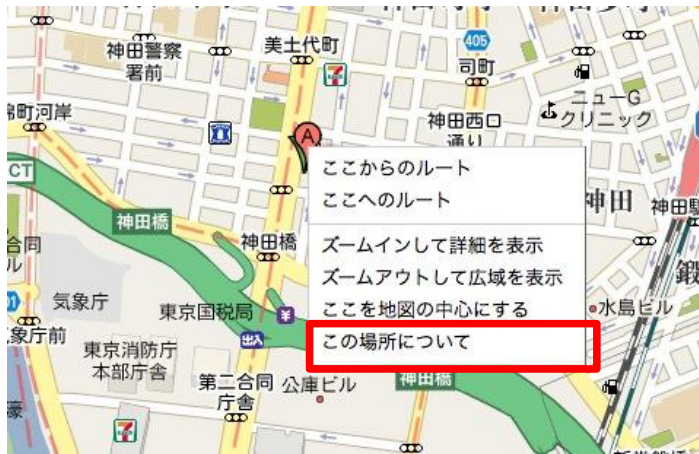 神田警察
署前
美土代町
405
司町
ニューG
クリニック
神田西口
通り
錦町河岸
A
CT
ここからのルート
ここへのルート
神田
神田橋
神田橋
ズームインして詳細を表示
ズームアウトして広域を表示
合同
ル
鍛
気象庁
東京国税局
¥
ここを地図の中心にする
水島ビル
象庁前
出入
この場所について
東京消防庁
本部庁舎
第二合同
庁舎
公庫ビル
神田橋
濠